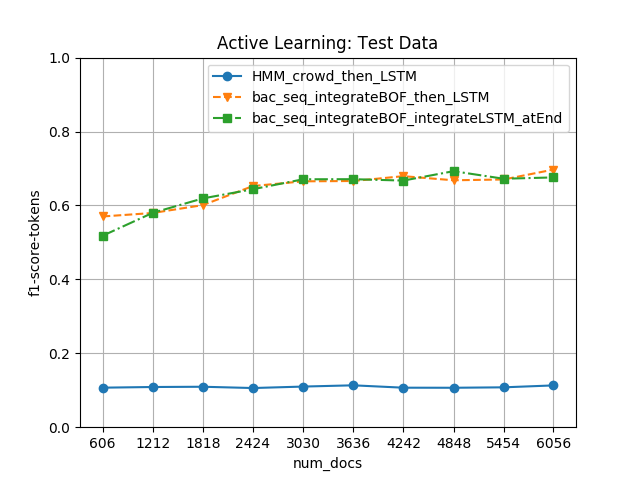 Active Learning: Test Data
HMM_crowd_then_LSTM
bac_seq_integrateBOF_then_LSTM
bac_seq_integrateBOF_integrateLSTM_atEnd
1.0
0.8
0.6
0.4
0.2
0.0
f1-score-tokens
606 1212 1818 2424 3030 3636 4242 4848 5454 6056
num_docs